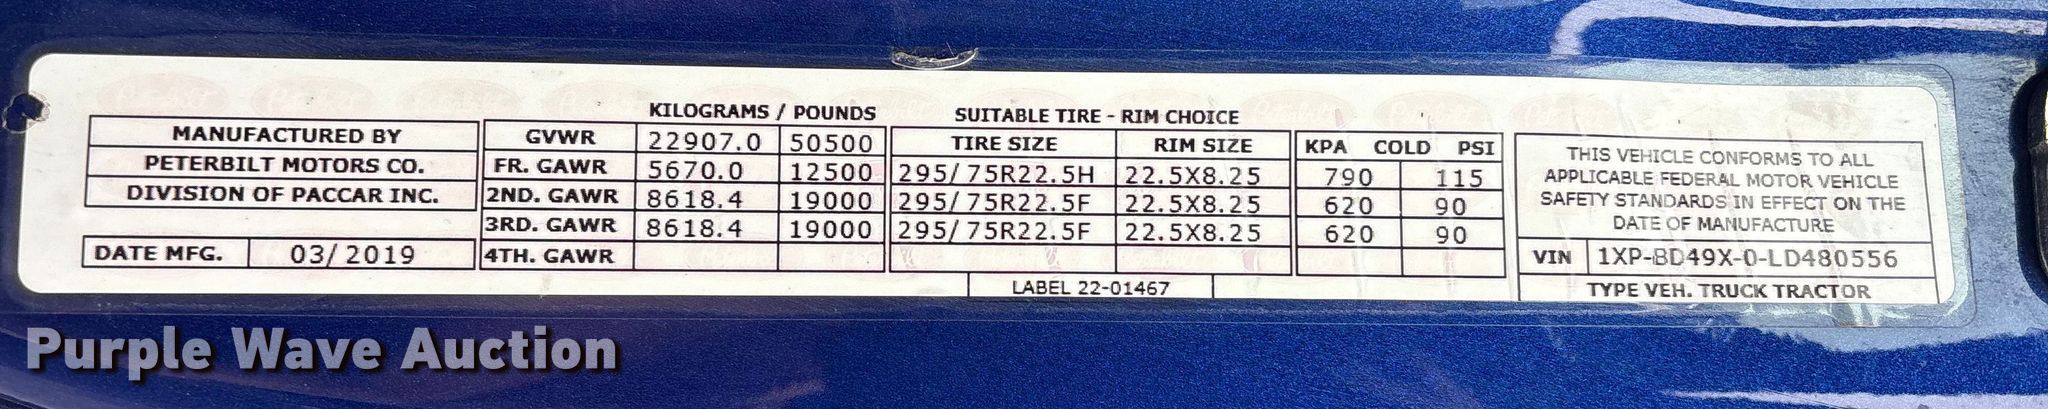 KILOGRAMS / POUNDS SUITABLE TIRE - RIM CHOICE
MANUFACTURED BY
PETERBILT MOTORS CO.
DIVISION OF PACCAR INC.
DATE MFG. 03/2019
GVWR 22907.0 50500 TIRE SIZE RIM SIZE KPA COLD PSI
FR. GAWR 5670.0 12500 295/75R22.5H 22.5X8.25 790 115
2ND. GAWR 8618.4 19000 295/75R22.5F 22.5X8.25 620 90
3RD. GAWR 8618.4 19000 295/75R22.5F 22.5X8.25 620 90
4TH. GAWR
LABEL 22-01467
THIS VEHICLE CONFORMS TO ALL
APPLICABLE FEDERAL MOTOR VEHICLE
SAFETY STANDARDS IN EFFECT ON THE
DATE OF MANUFACTURE
VIN 1XP-BD49X-0-LD480556
TYPE VEH. TRUCK TRACTOR
Purple Wave Auction